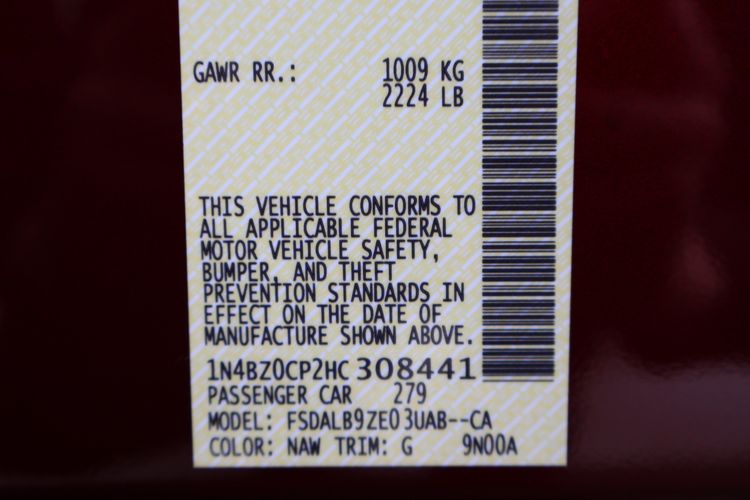 GAWR RR.: 1009 KG
2224 LB
THIS VEHICLE CONFORMS TO
ALL APPLICABLE FEDERAL
MOTOR VEHICLE SAFETY,
BUMPER, AND THEFT
PREVENTION STANDARDS IN
EFFECT ON THE DATE OF
MANUFACTURE SHOWN ABOVE.
1N4BZ0CP2HC 308441
PASSENGER CAR 279
MODEL: FSDALB9ZE03UAB--CA
COLOR: NAW TRIM: G 9N00A